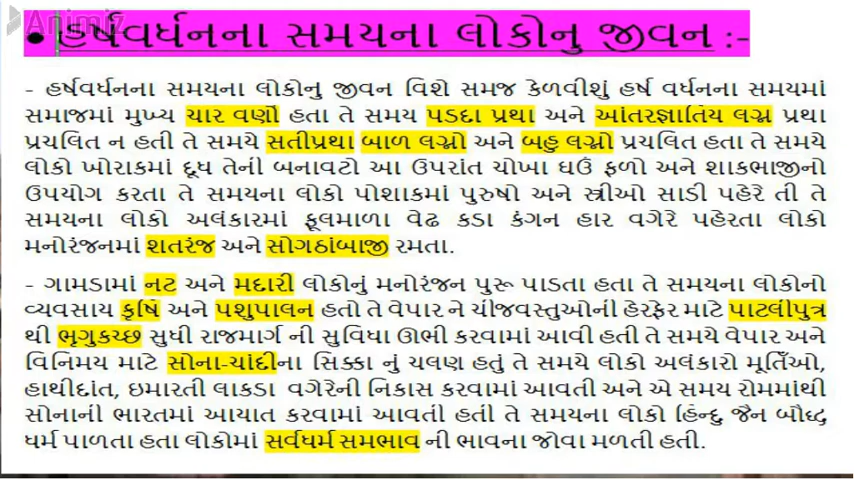 Animiz
• હર્ષવર્ધનના સમયના લોકોનુ જીવન :-
- હર્ષવર્ધનના સમયના લોકોનુ જીવન વિશે સમજ કેળવીશું હર્ષ વર્ધનના સમયમાં
સમાજમાં મુખ્ય ચાર વર્ણો હતા તે સમય પડદા પ્રથા અને આંતરજ્ઞાતિય લગ્ન પ્રથા
પ્રચલિત ન હતી તે સમયે સતીપ્રથા બાળ લગ્નો અને બહુ લગ્નો પ્રચલિત હતા તે સમયે
લોકો ખોરાકમાં દૂધ તેની બનાવટો આ ઉપરાંત ચોખા ઘઉં ફળો અને શાકભાજીનો
ઉપયોગ કરતા તે સમયના લોકો પોશાકમાં પુરુષો અને સ્ત્રીઓ સાડી પહેરે તી તે
સમયના લોકો અલંકારમાં ફૂલમાળા વેઢ કડા કંગન હાર વગેરે પહેરતા લોકો
મનોરંજનમાં શતરંજ અને સોગઠાંબાજી રમતા.
- ગામડામાં નટ અને મદારી લોકોનું મનોરંજન પુરૂ પાડતા હતા તે સમયના લોકોનો
વ્યવસાય કૃષિ અને પશુપાલન હતો તે વેપાર ને ચીજવસ્તુઓની હેરફેર માટે પાટલીપુત્ર
થી ભૃગુકચ્છ સુધી રાજમાર્ગ ની સુવિધા ઊભી કરવામાં આવી હતી તે સમયે વેપાર અને
વિનિમય માટે સોના-ચાંદીના સિક્કા નું ચલણ હતું તે સમયે લોકો અલંકારો મૂર્તિઓ,
હાથીદાંત, ઇમારતી લાકડા વગેરેની નિકાસ કરવામાં આવતી અને એ સમય રોમમાંથી
સોનાની ભારતમાં આયાત કરવામાં આવતી હતી તે સમયના લોકો હિન્દુ જૈન બૌદ્ધ
ધર્મ પાળતા હતા લોકોમાં સર્વધર્મ સમભાવ ની ભાવના જોવા મળતી હતી.